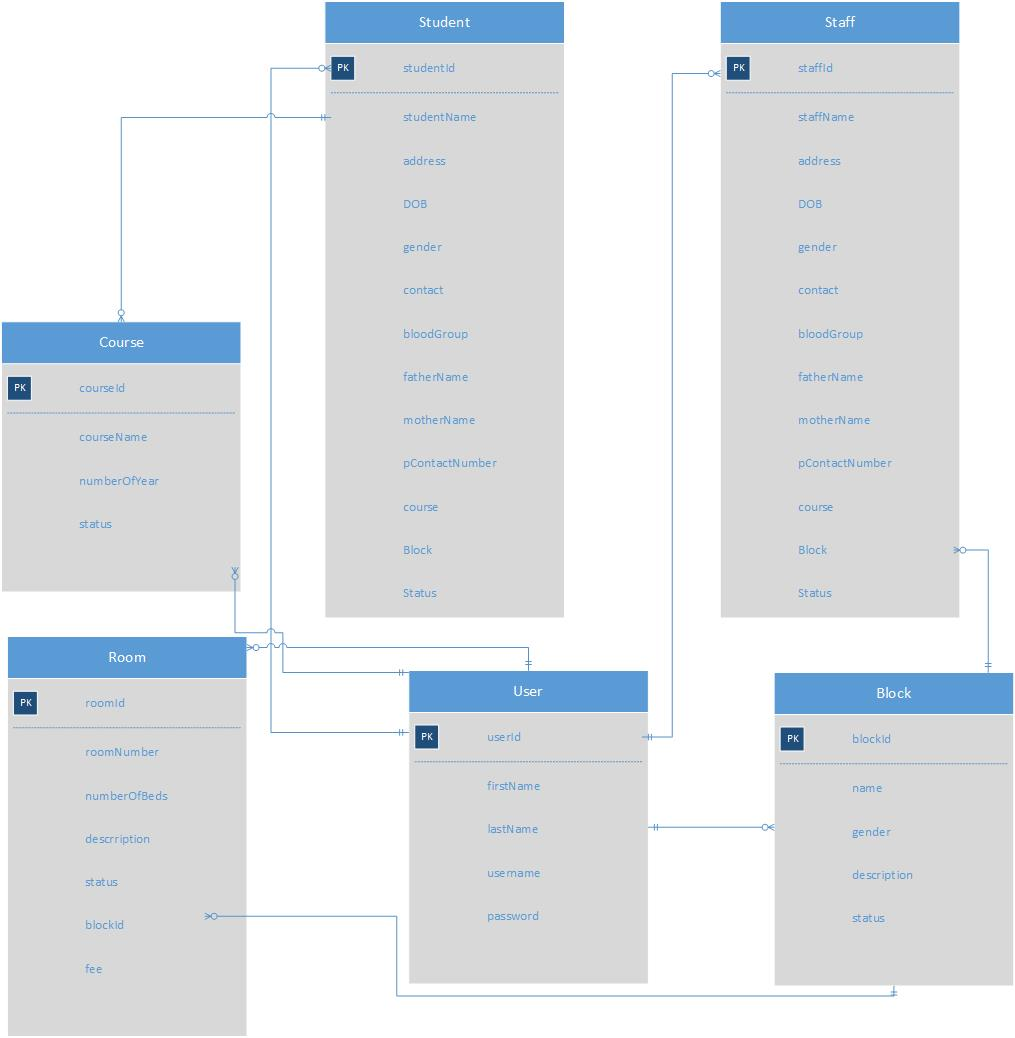 Student
PK studentId
studentName
address
DOB
gender
contact
bloodGroup
fatherName
motherName
pContactNumber
course
Block
Status
Staff
PK staffId
staffName
address
DOB
gender
contact
bloodGroup
fatherName
motherName
pContactNumber
course
Block
Status
Course
PK courseId
courseName
numberOfYear
status
Room
PK roomId
roomNumber
numberOfBeds
descrription
status
blockId
fee
User
PK userId
firstName
lastName
username
password
Block
PK blockId
name
gender
description
status